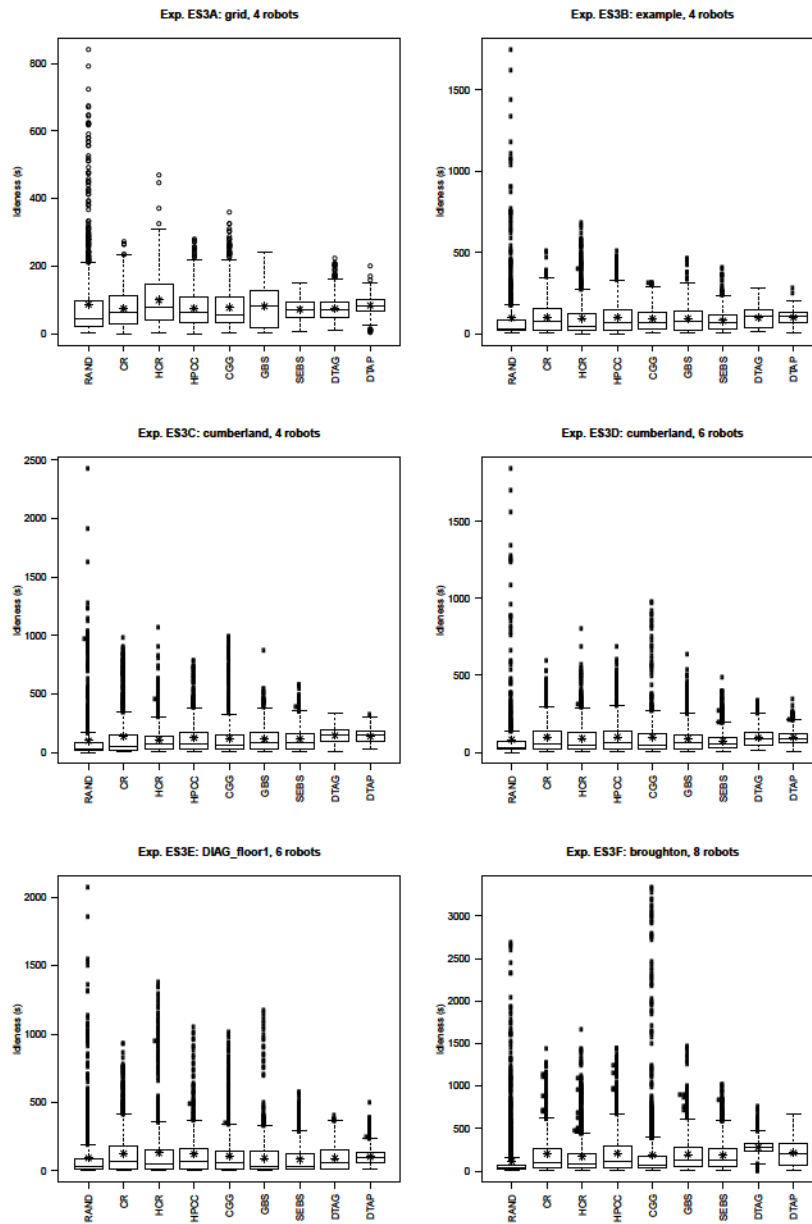 Exp. ES3A: grid, 4 robots
Idleness (s)
800
600
400
200
0
RAND
CR
HCR
HPCC
CGG
GBS
SEBS
DTAG
DTAP
Exp. ES3B: example, 4 robots
Idleness (s)
1500
1000
500
0
RAND
CR
HCR
HPCC
CGG
GBS
SEBS
DTAG
DTAP
Exp. ES3C: cumberland, 4 robots
Idleness (s)
2500
2000
1500
1000
500
0
RAND
CR
HCR
HPCC
CGG
GBS
SEBS
DTAG
DTAP
Exp. ES3D: cumberland, 6 robots
Idleness (s)
1500
1000
500
0
RAND
CR
HCR
HPCC
CGG
GBS
SEBS
DTAG
DTAP
Exp. ES3E: DIAG_floor1, 6 robots
Idleness (s)
2000
1500
1000
500
0
RAND
CR
HCR
HPCC
CGG
GBS
SEBS
DTAG
DTAP
Exp. ES3F: broughton, 8 robots
Idleness (s)
3000
2500
2000
1500
1000
500
0
RAND
CR
HCR
HPCC
CGG
GBS
SEBS
DTAG
DTAP